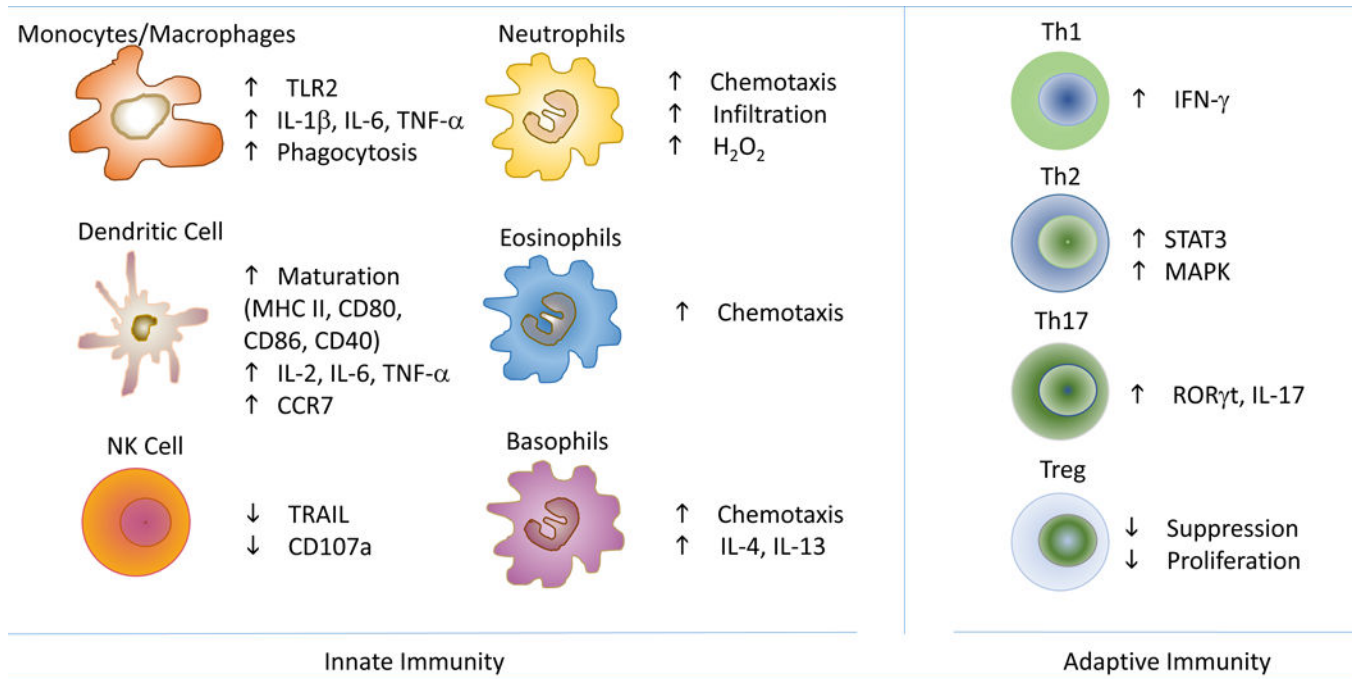 Monocytes/Macrophages
↑ TLR2
↑ IL-1β, IL-6, TNF-α
↑ Phagocytosis
Neutrophils
↑ Chemotaxis
↑ Infiltration
↑ H₂O₂
Dendritic Cell
↑ Maturation
(MHC II, CD80,
CD86, CD40)
↑ IL-2, IL-6, TNF-α
↑ CCR7
Eosinophils
↑ Chemotaxis
NK Cell
↓ TRAIL
↓ CD107a
Basophils
↑ Chemotaxis
↑ IL-4, IL-13
Innate Immunity
Th1
↑ IFN-γ
Th2
↑ STAT3
↑ MAPK
Th17
↑ RORγt, IL-17
Treg
↓ Suppression
↓ Proliferation
Adaptive Immunity